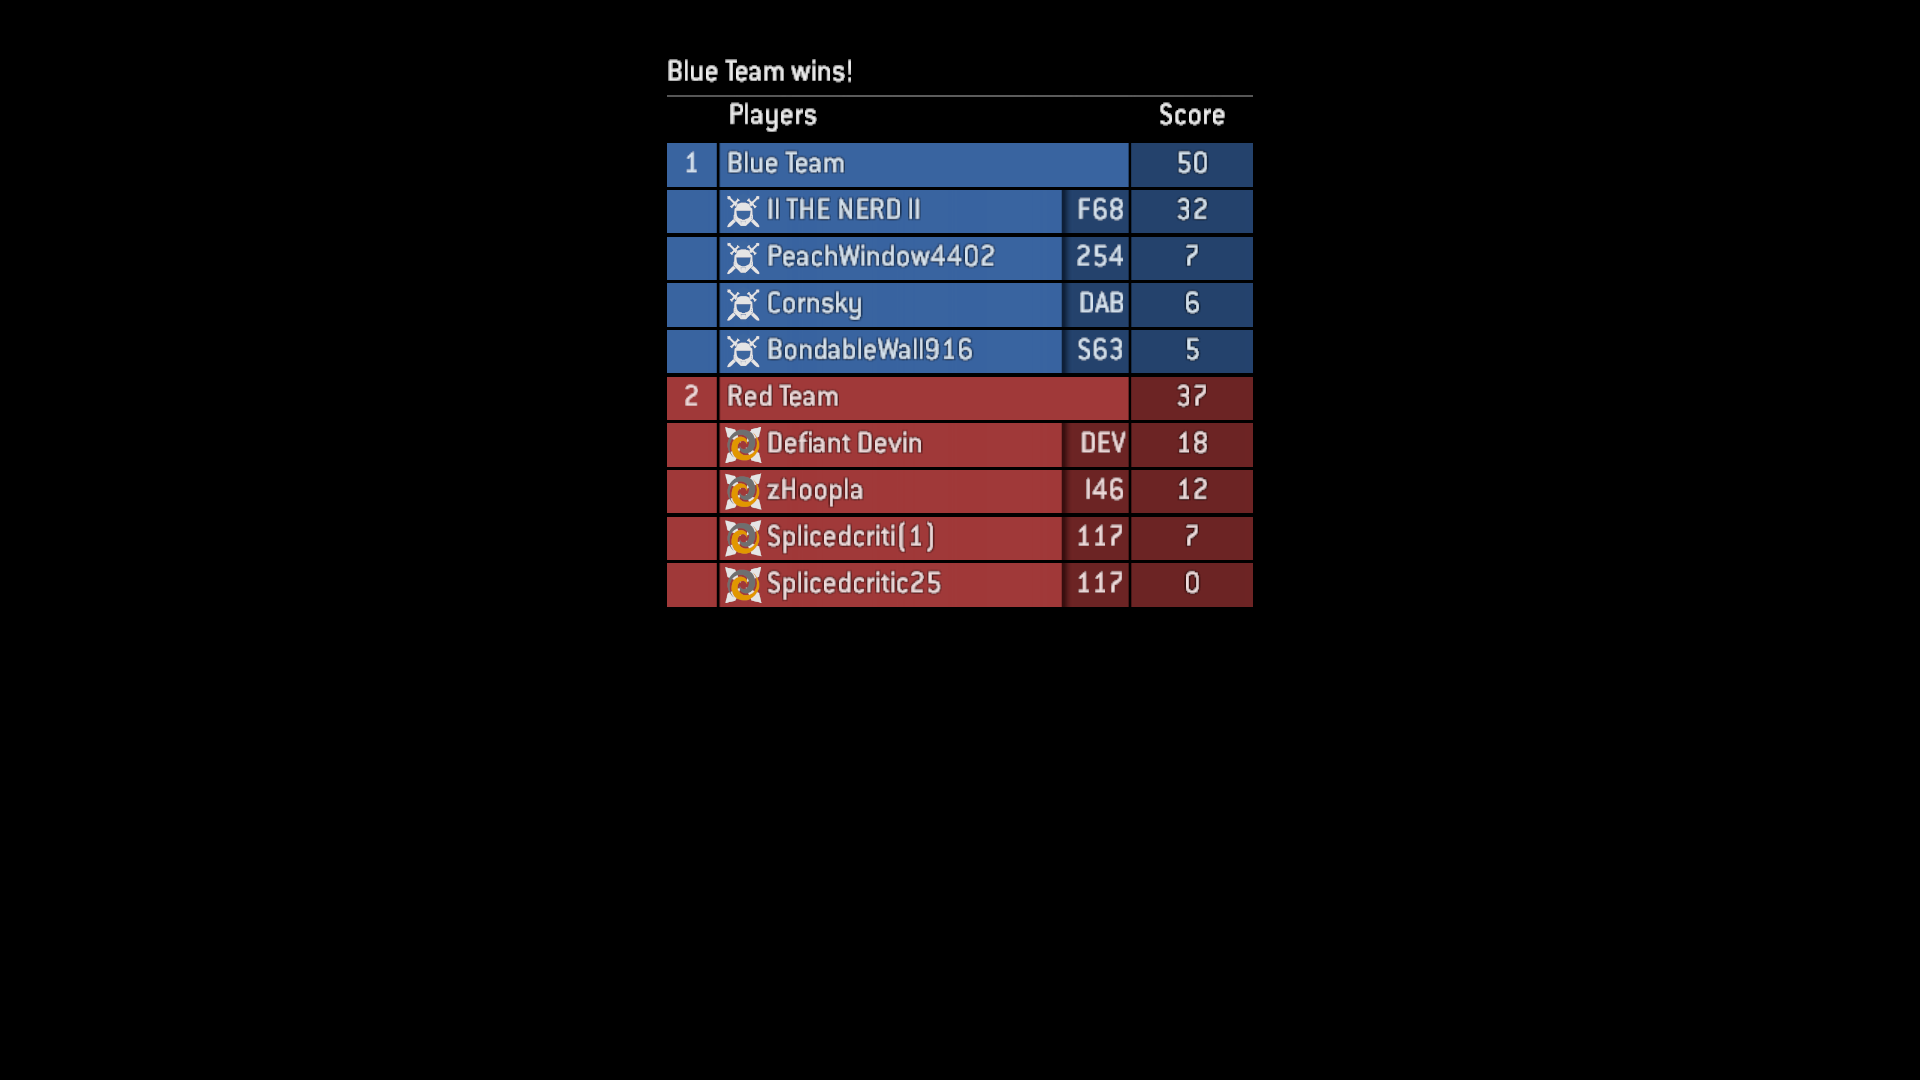 Blue Team wins!
Players Score
1 Blue Team 50
II THE NERD II F68 32
PeachWindow4402 254 7
Cornsky DAB 6
BondableWall916 S63 5
2 Red Team 37
Defiant Devin DEV 18
zHoopla I46 12
Splicedcriti(1) 117 7
Splicedcritic25 117 0